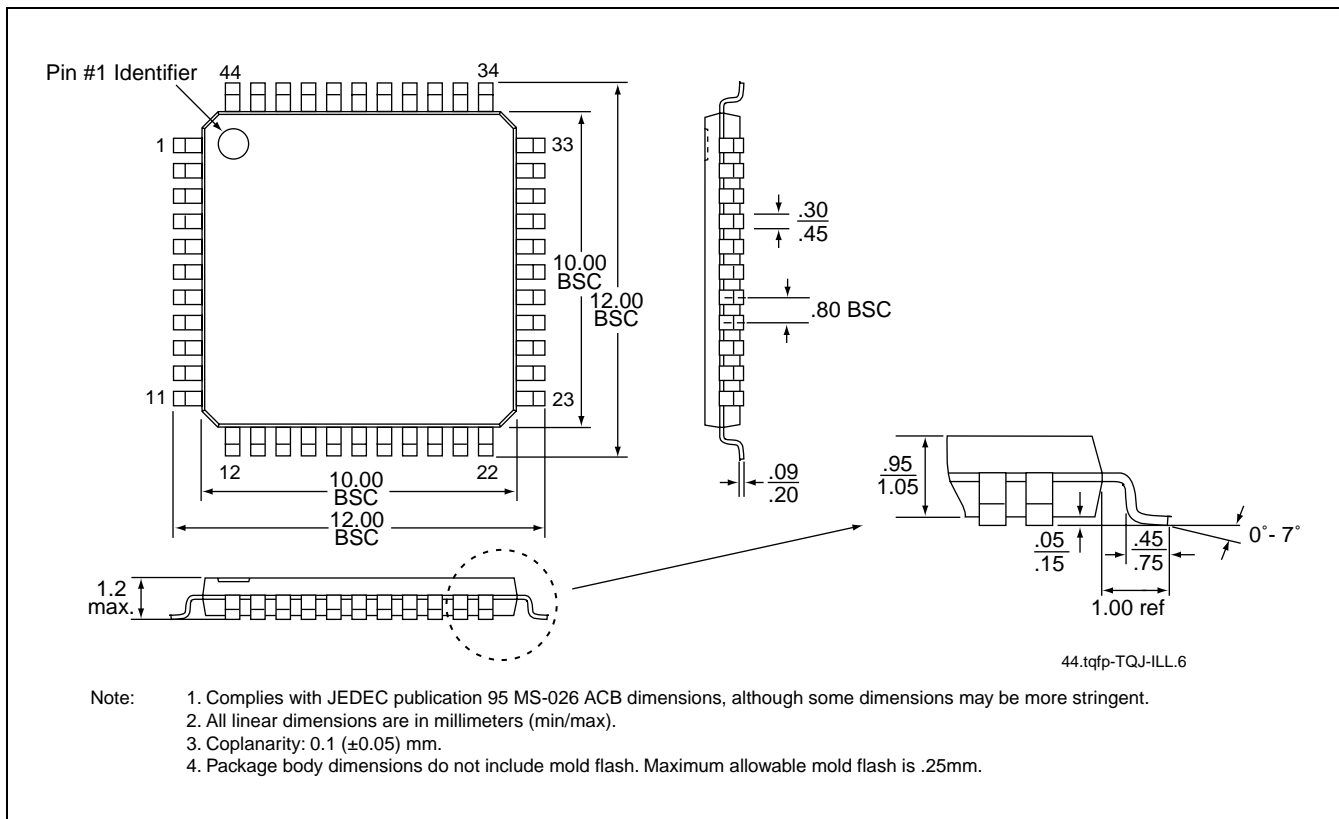 Pin #1 Identifier
44
34
1
33
.30
.45
10.00
BSC
12.00
BSC
.80 BSC
11
23
12
22
10.00
BSC
12.00
BSC
.09
.20
.95
1.05
.05
.15
.45
.75
0˚- 7˚
1.00 ref
1.2
max.
44.tqfp-TQJ-ILL.6
Note:
1. Complies with JEDEC publication 95 MS-026 ACB dimensions, although some dimensions may be more stringent.
2. All linear dimensions are in millimeters (min/max).
3. Coplanarity: 0.1 (±0.05) mm.
4. Package body dimensions do not include mold flash. Maximum allowable mold flash is .25mm.